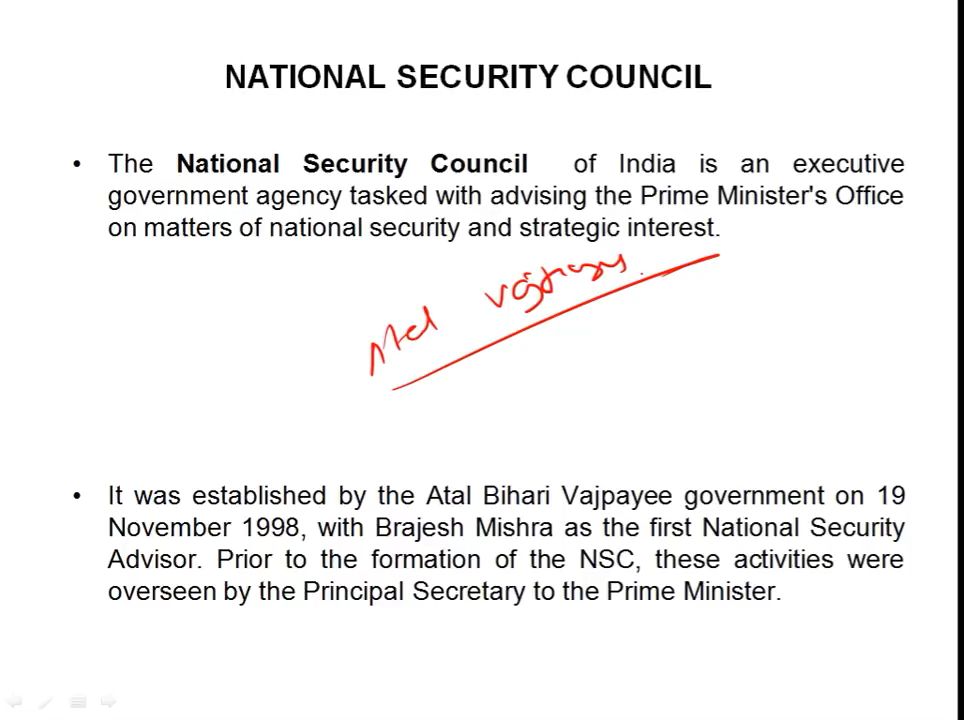 NATIONAL SECURITY COUNCIL
• The National Security Council of India is an executive
government agency tasked with advising the Prime Minister's Office
on matters of national security and strategic interest.
Atal Vajpayee
• It was established by the Atal Bihari Vajpayee government on 19
November 1998, with Brajesh Mishra as the first National Security
Advisor. Prior to the formation of the NSC, these activities were
overseen by the Principal Secretary to the Prime Minister.